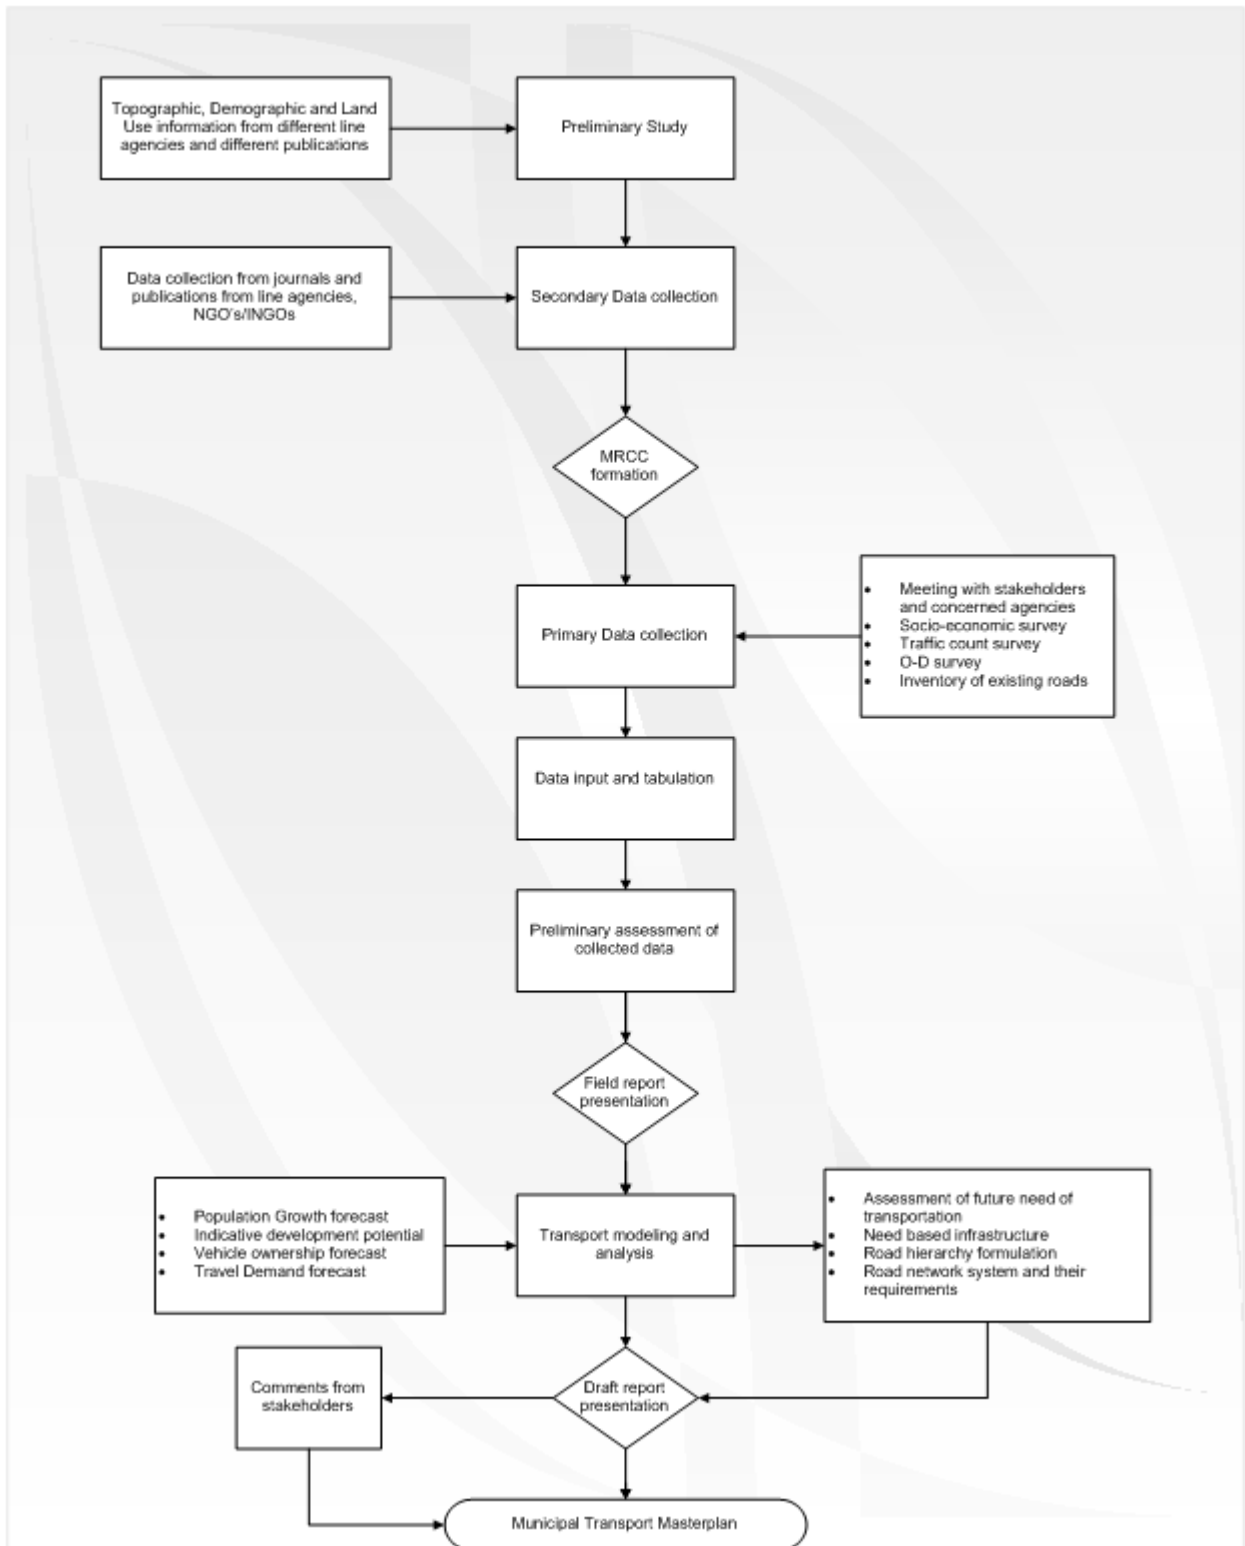 Topographic, Demographic and Land
Use information from different line
agencies and different publications
Preliminary Study
Data collection from journals and
publications from line agencies,
NGO's/INGOs
Secondary Data collection
MRCC
formation
Primary Data collection
• Meeting with stakeholders
and concerned agencies
• Socio-economic survey
• Traffic count survey
• O-D survey
• Inventory of existing roads
Data input and tabulation
Preliminary assessment of
collected data
Field report
presentation
• Population Growth forecast
• Indicative development potential
• Vehicle ownership forecast
• Travel Demand forecast
Transport modeling and
analysis
• Assessment of future need of
transportation
• Need based infrastructure
• Road hierarchy formulation
• Road network system and their
requirements
Comments from
stakeholders
Draft report
presentation
Municipal Transport Masterplan